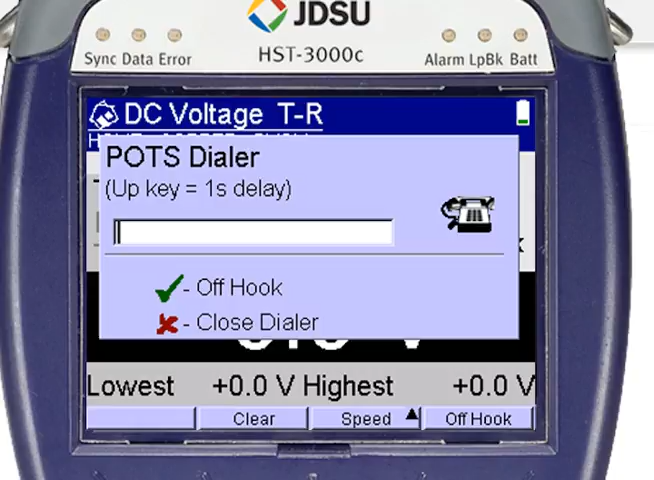 JDSU
Sync Data Error
HST-3000c
Alarm LpBk Batt
DC Voltage T-R
POTS Dialer
(Up key = 1s delay)
- Off Hook
- Close Dialer
V
Lowest +0.0 V Highest +0.0 V
Clear Speed Off Hook